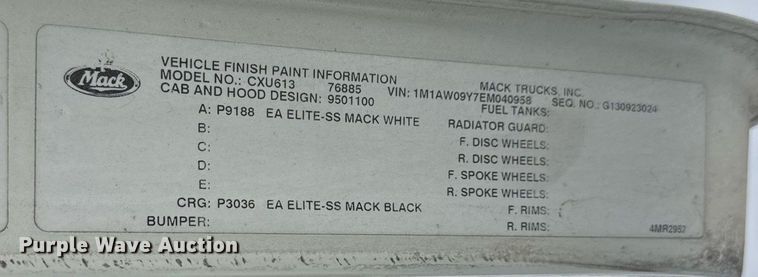 Mack
VEHICLE FINISH PAINT INFORMATION
MACK TRUCKS, INC.
MODEL NO.: CXU613 76885 VIN: 1M1AW09Y7EM040958 SEQ. NO.: G130923024
CAB AND HOOD DESIGN: 9501100 FUEL TANKS:
A: P9188 EA ELITE-SS MACK WHITE RADIATOR GUARD:
B:
C: F. DISC WHEELS:
D: R. DISC WHEELS:
E: F. SPOKE WHEELS:
R. SPOKE WHEELS:
CRG: P3036 EA ELITE-SS MACK BLACK F. RIMS:
BUMPER: R. RIMS: 4MR2952
Purple Wave Auction